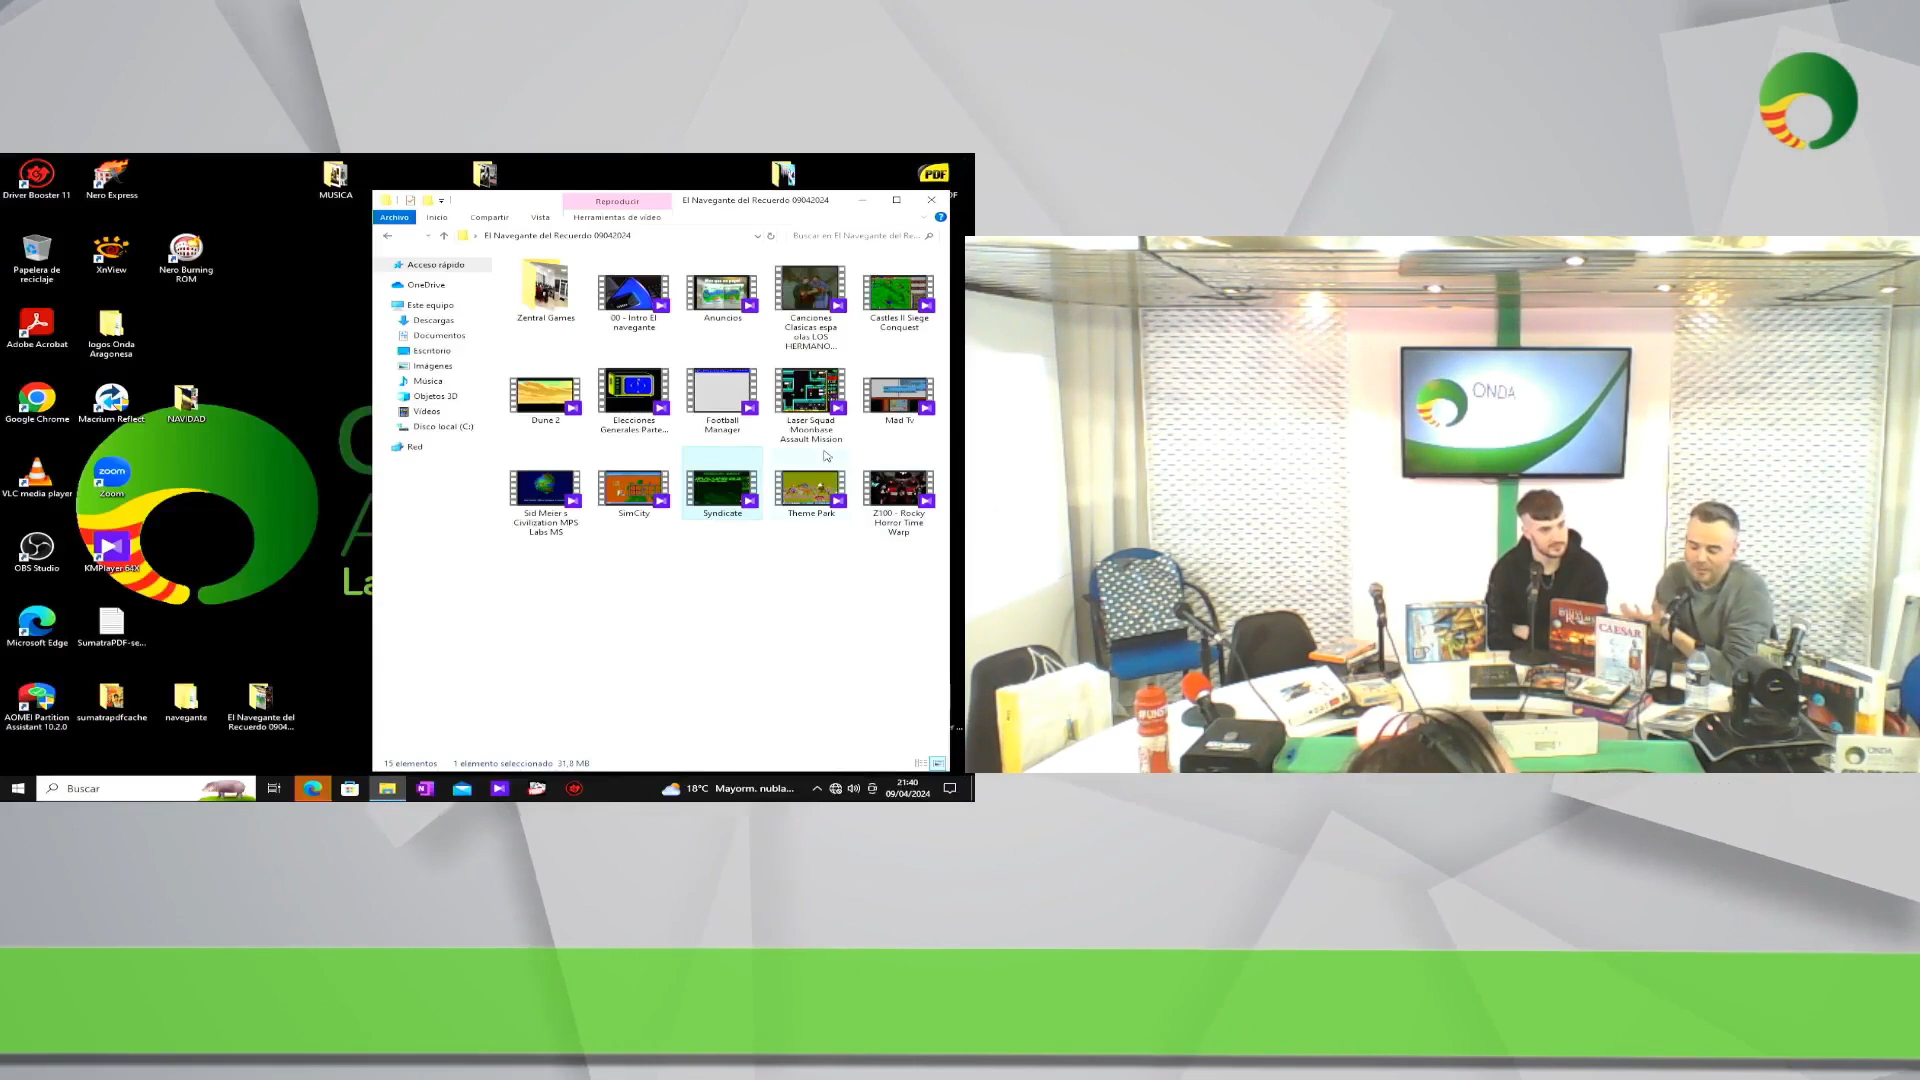 Driver Booster 11
Nero Express
MUSICA
PDF
Papelera de
reciclaje
XnView
Nero Burning
ROM
Adobe Acrobat
logos Onda
Aragonesa
Google Chrome
Macrium Reflect
NAVIDAD
VLC media player
zoom
Zoom
OBS Studio
KMPlayer 64X
Microsoft Edge
SumatraPDF-se...
AOMEI Partition
Assistant 10.2.0
sumatrapdfcache
navegante
El Navegante del
Recuerdo 0904...
Reproducir
El Navegante del Recuerdo 09042024
Archivo
Inicio
Compartir
Vista
Herramientas de vídeo
El Navegante del Recuerdo 09042024
Buscar en El Navegante del Re...
Acceso rápido
OneDrive
Este equipo
Descargas
Documentos
Escritorio
Imágenes
Música
Objetos 3D
Vídeos
Disco local (C:)
Red
Zentral Games
00 - Intro El
navegante
Anuncios
Canciones
Clasicas espa
olas LOS
HERMANO...
Castles II Siege
Conquest
Dune 2
Elecciones
Generales Parte...
Football
Manager
Laser Squad
Moonbase
Assault Mission
Mad Tv
Sid Meier s
Civilization MPS
Labs MS
SimCity
Syndicate
Theme Park
Z100 - Rocky
Horror Time
Warp
15 elementos
1 elemento seleccionado 31,8 MB
Buscar
18°C Mayorm. nubla...
21:40
09/04/2024
ONDA
CAESAR
ONDA